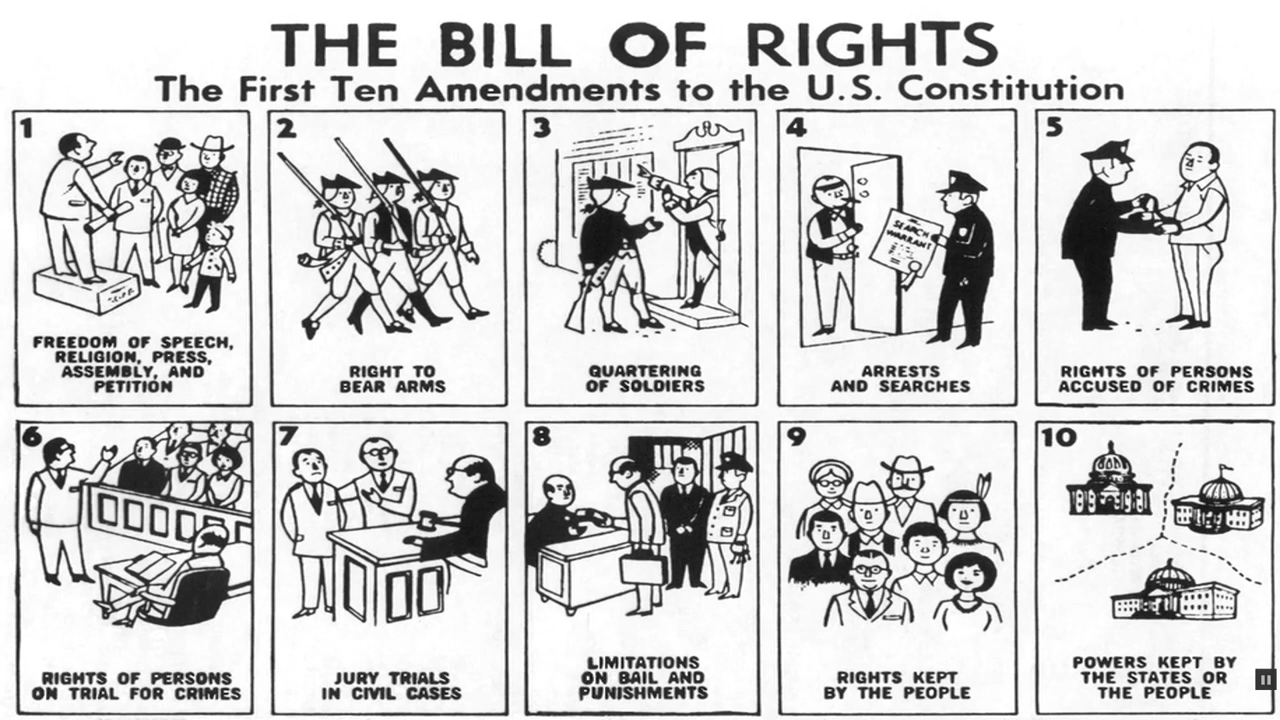 THE BILL OF RIGHTS
The First Ten Amendments to the U.S. Constitution
1
FREEDOM OF SPEECH,
RELIGION, PRESS,
ASSEMBLY, AND
PETITION
2
RIGHT TO
BEAR ARMS
3
QUARTERING
OF SOLDIERS
4
SEARCH
WARRANT
ARRESTS
AND SEARCHES
5
RIGHTS OF PERSONS
ACCUSED OF CRIMES
6
RIGHTS OF PERSONS
ON TRIAL FOR CRIMES
7
JURY TRIALS
IN CIVIL CASES
8
LIMITATIONS
ON BAIL AND
PUNISHMENTS
9
RIGHTS KEPT
BY THE PEOPLE
10
POWERS KEPT BY
THE STATES OR
THE PEOPLE